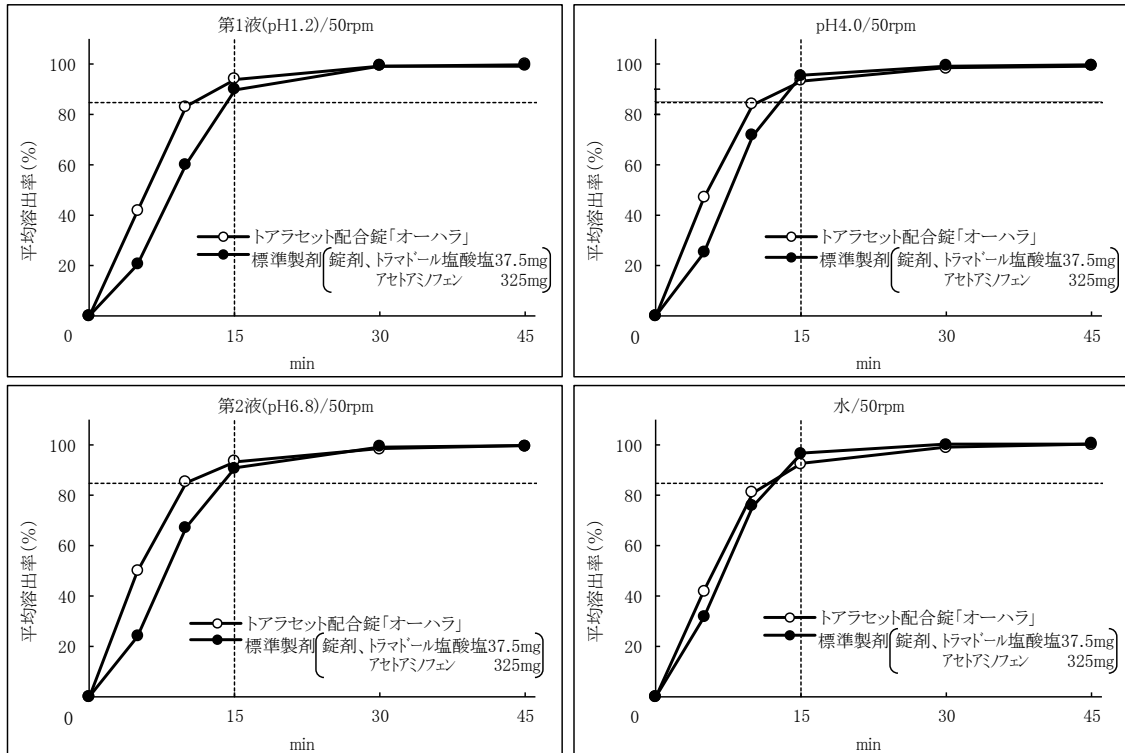 第1液(pH1.2)/50rpm
100
80
60
40
20
0
15
30
45
平均溶出率(%)
min
トアラセット配合錠「オーハラ」
標準製剤 錠剤、トラマドール塩酸塩37.5mg
アセトアミノフェン 325mg
pH4.0/50rpm
100
80
60
40
20
0
15
30
45
平均溶出率(%)
min
トアラセット配合錠「オーハラ」
標準製剤 錠剤、トラマドール塩酸塩37.5mg
アセトアミノフェン 325mg
第2液(pH6.8)/50rpm
100
80
60
40
20
0
15
30
45
平均溶出率(%)
min
トアラセット配合錠「オーハラ」
標準製剤 錠剤、トラマドール塩酸塩37.5mg
アセトアミノフェン 325mg
水/50rpm
100
80
60
40
20
0
15
30
45
平均溶出率(%)
min
トアラセット配合錠「オーハラ」
標準製剤 錠剤、トラマドール塩酸塩37.5mg
アセトアミノフェン 325mg